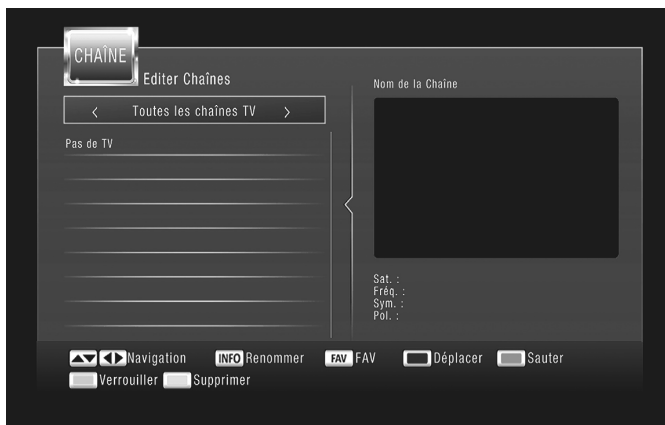 CHAÎNE
Editer Chaînes
Nom de la Chaîne
< Toutes les chaînes TV >
Pas de TV
Sat. :
Fréq. :
Sym. :
Pol. :
Navigation INFO Renommer FAV FAV Déplacer Sauter
Verrouiller Supprimer